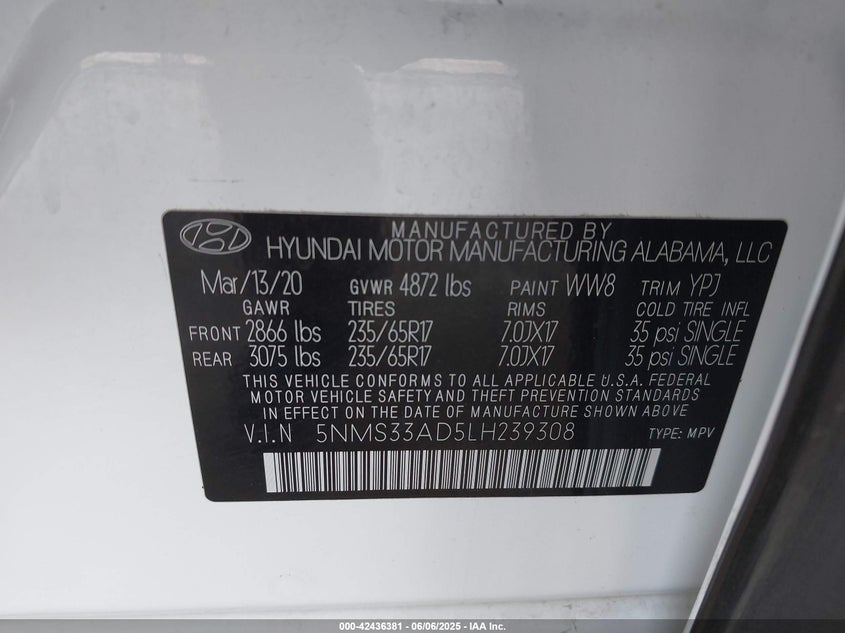 MANUFACTURED BY
HYUNDAI MOTOR MANUFACTURING ALABAMA, LLC
Mar/13/20 GVWR 4872 lbs PAINT WW8 TRIM YPJ
GAWR TIRES RIMS COLD TIRE INFL
FRONT 2866 lbs 235/65R17 7.0JX17 35 psi SINGLE
REAR 3075 lbs 235/65R17 7.0JX17 35 psi SINGLE
THIS VEHICLE CONFORMS TO ALL APPLICABLE U.S.A. FEDERAL
MOTOR VEHICLE SAFETY AND THEFT PREVENTION STANDARDS
IN EFFECT ON THE DATE OF MANUFACTURE SHOWN ABOVE
V.I.N 5NMS33AD5LH239308 TYPE: MPV
000-42436381 - 06/06/2025 - IAA Inc.